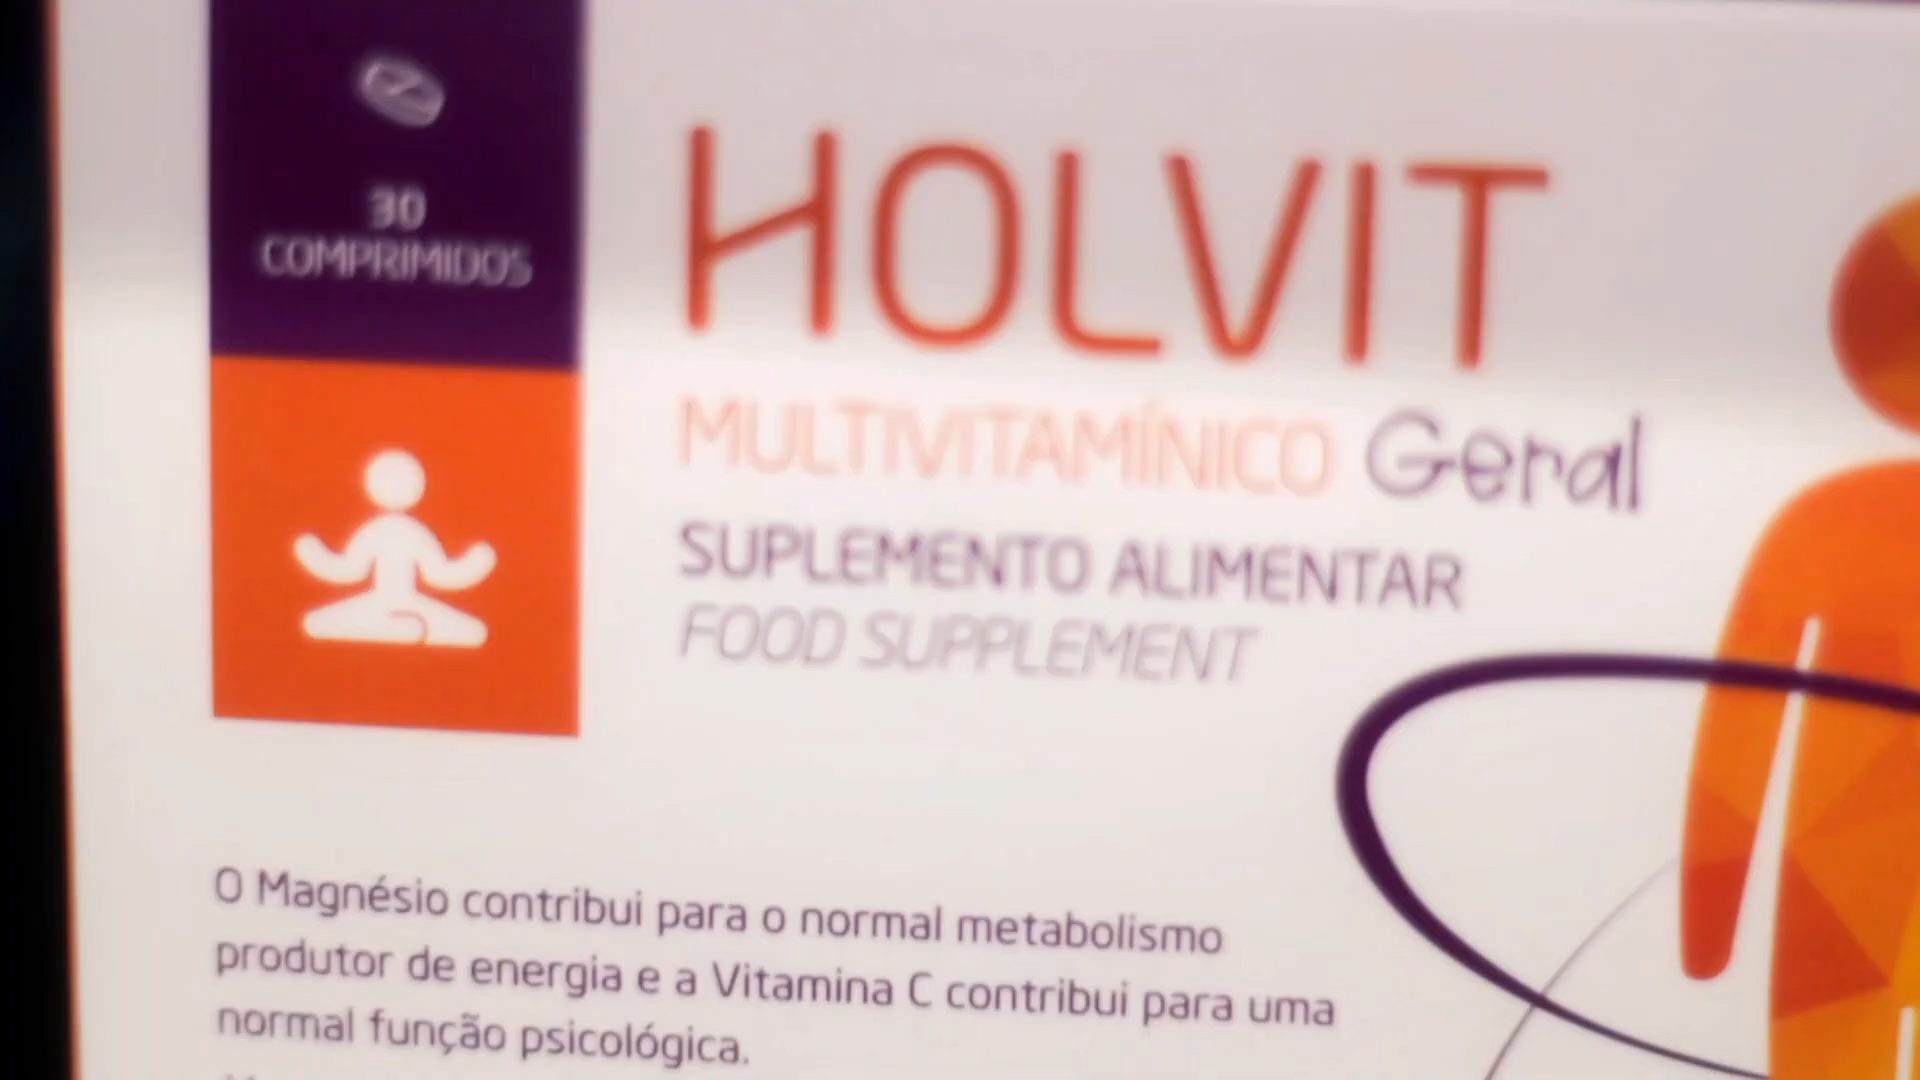 30
COMPRIMIDOS
HOLVIT
MULTIVITAMÍNICO Geral
SUPLEMENTO ALIMENTAR
FOOD SUPPLEMENT
O Magnésio contribui para o normal metabolismo
produtor de energia e a Vitamina C contribui para uma
normal função psicológica.